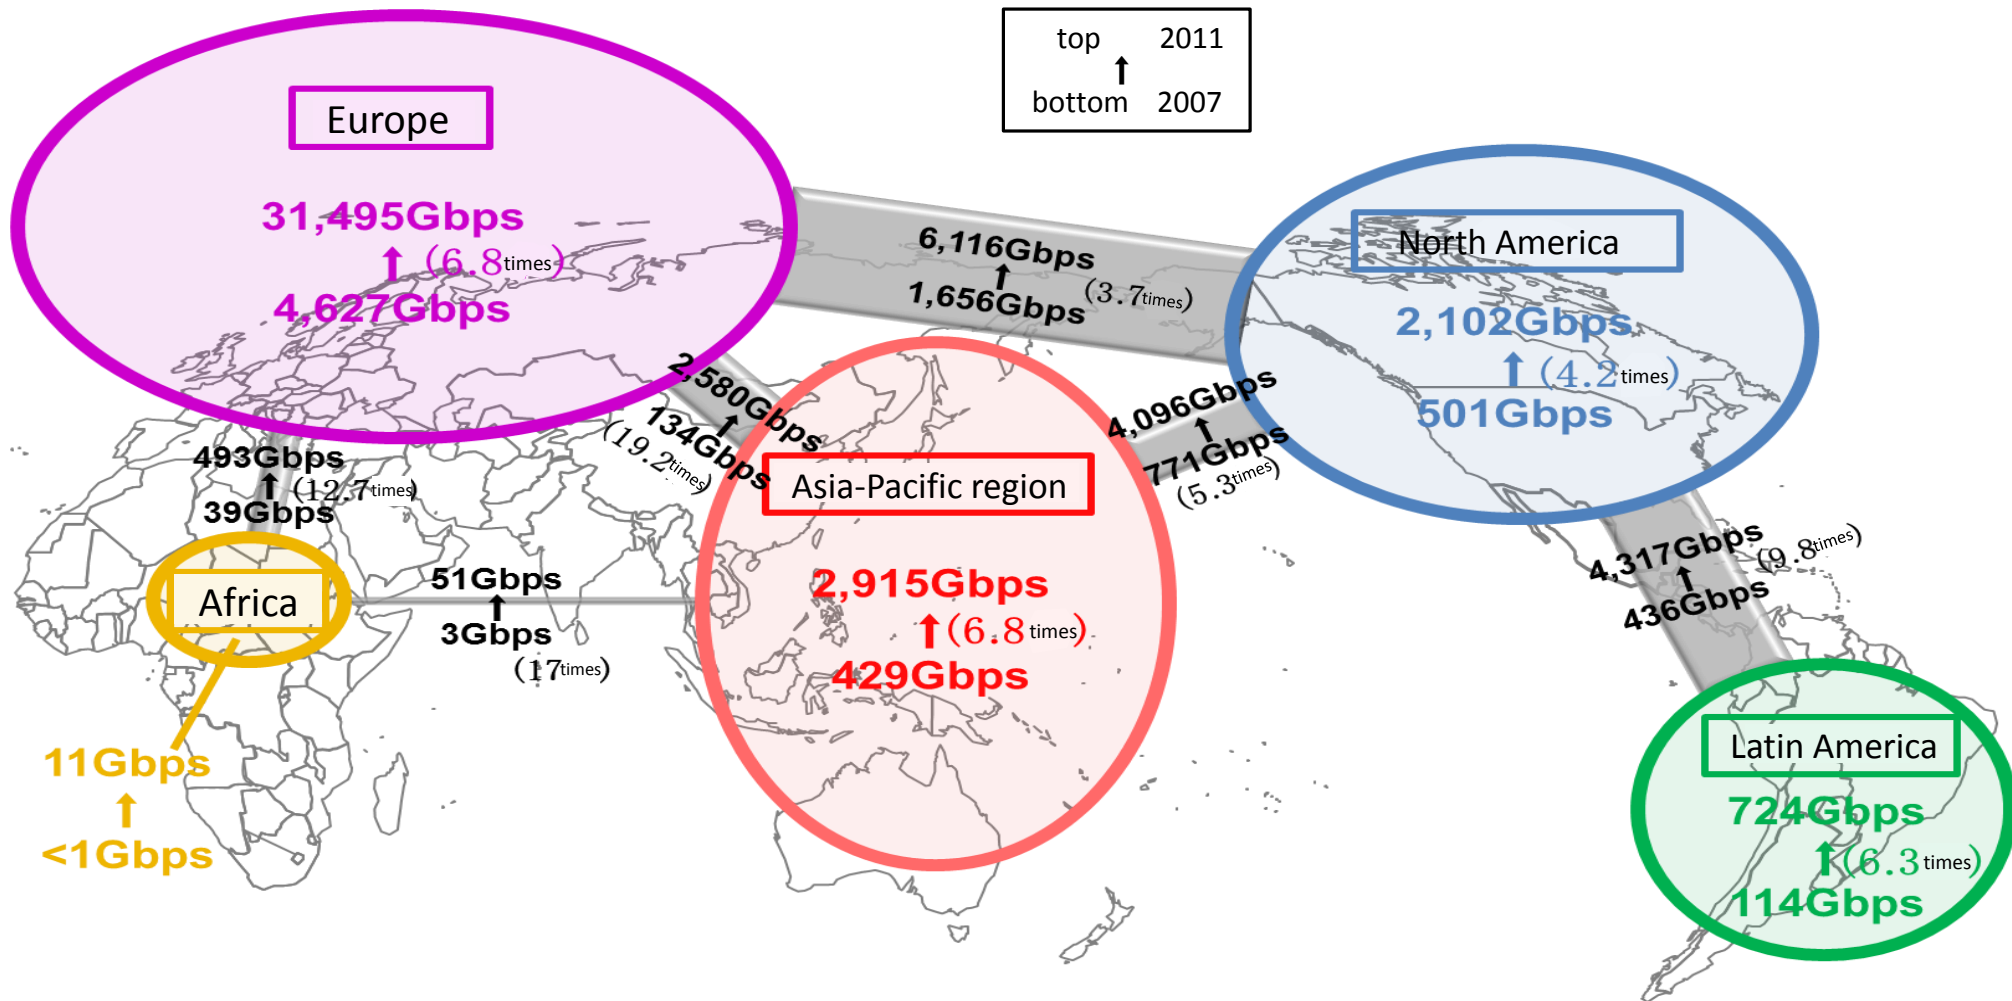 top 2011
↑
bottom 2007
Europe
31,495Gbps
↑ (6.8times)
4,627Gbps
6,116Gbps
↑ (3.7times)
1,656Gbps
North America
2,102Gbps
↑ (4.2times)
501Gbps
2,580Gbps
↑
134Gbps
(19.2times)
4,096Gbps
↑
771Gbps
(5.3times)
493Gbps
↑ (12.7times)
39Gbps
Asia-Pacific region
2,915Gbps
↑ (6.8times)
429Gbps
4,317Gbps
↑ (9.8times)
436Gbps
Africa
51Gbps
↑
3Gbps
(17times)
11Gbps
↑
<1Gbps
Latin America
724Gbps
↑ (6.3times)
114Gbps